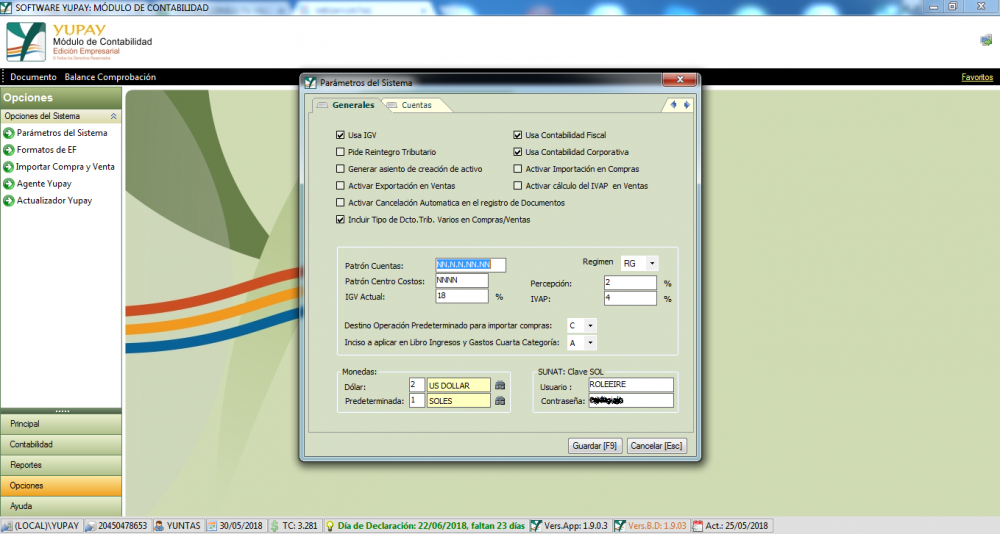 SOFTWARE YUPAY: MÓDULO DE CONTABILIDAD
YUPAY
Módulo de Contabilidad
Edición Empresarial
Documento Balance Comprobación Favoritos
Opciones
Opciones del Sistema
Parámetros del Sistema
Formatos de EF
Importar Compra y Venta
Agente Yupay
Actualizador Yupay
Parámetros del Sistema
Generales Cuentas
Usa IGV Usa Contabilidad Fiscal
Pide Reintegro Tributario Usa Contabilidad Corporativa
Generar asiento de creación de activo Activar Importación en Compras
Activar Exportación en Ventas Activar cálculo del IVAP en Ventas
Activar Cancelación Automatica en el registro de Documentos
Incluir Tipo de Dcto.Trib. Varios en Compras/Ventas
Patrón Cuentas: NN.N.N.NN.NN Regimen RG
Patrón Centro Costos: NNNN Percepción: 2 %
IGV Actual: 18 % IVAP: 4 %
Destino Operación Predeterminado para importar compras: C
Inciso a aplicar en Libro Ingresos y Gastos Cuarta Categoría: A
Monedas: SUNAT: Clave SOL
Dólar: 2 US DOLLAR Usuario : ROLEEIRE
Predeterminada: 1 SOLES Contraseña:
Guardar [F9] Cancelar [Esc]
Principal
Contabilidad
Reportes
Opciones
Ayuda
(LOCAL)\YUPAY 20450478653 YUNTAS 30/05/2018 TC: 3.281 Día de Declaración: 22/06/2018, faltan 23 días Vers.App: 1.9.0.3 Vers.B.D: 1.9.03 Act.: 25/05/2018